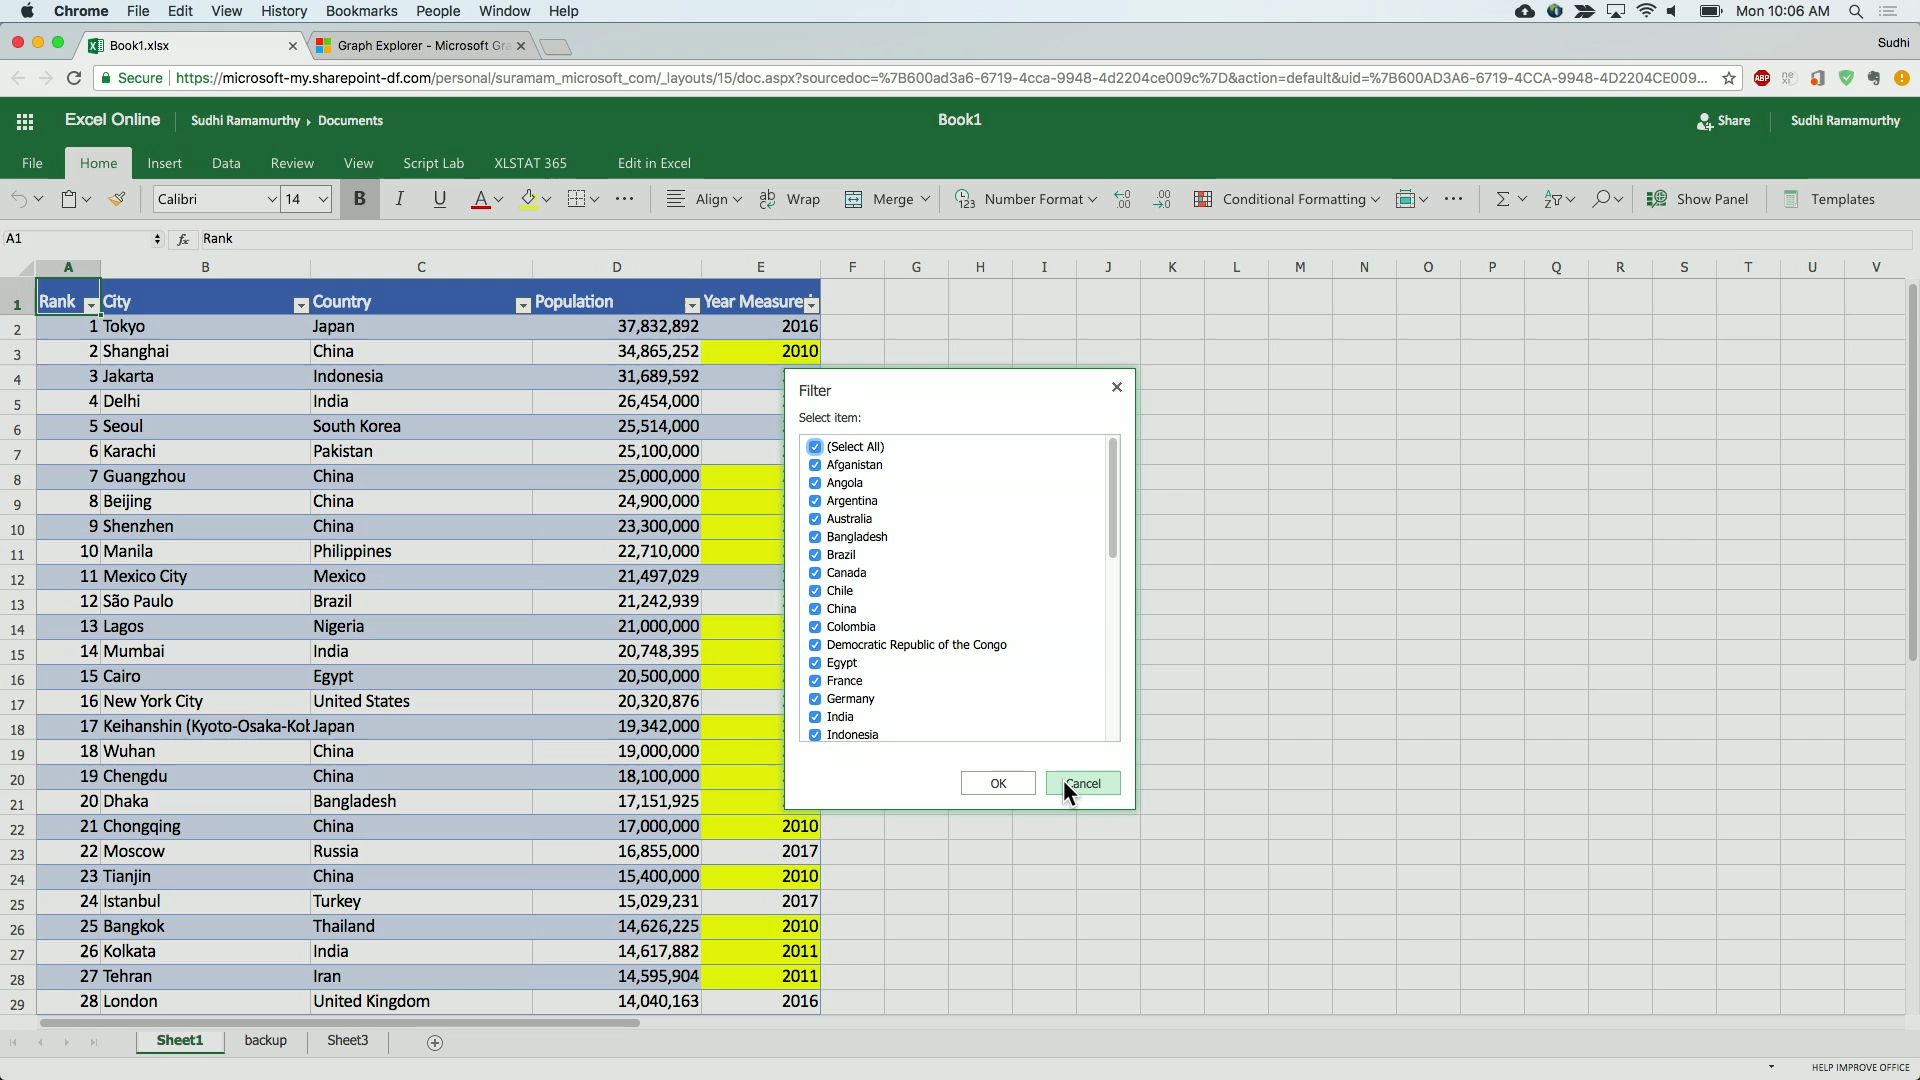 Chrome File Edit View History Bookmarks People Window Help Mon 10:06 AM
Book1.xlsx Graph Explorer - Microsoft Gra Sudhi
Secure https://microsoft-my.sharepoint-df.com/personal/suramam_microsoft_com/_layouts/15/doc.aspx?sourcedoc=%7B600ad3a6-6719-4cca-9948-4d2204ce009c%7D&action=default&uid=%7B600AD3A6-6719-4CCA-9948-4D2204CE009... ABP
Excel Online Sudhi Ramamurthy Documents Book1 Share Sudhi Ramamurthy
File Home Insert Data Review View Script Lab XLSTAT 365 Edit in Excel
Calibri 14 B I U A Align Wrap Merge Number Format Conditional Formatting Show Panel Templates
A1 fx Rank
A B C D E F G H I J K L M N O P Q R S T U V
1 Rank City Country Population Year Measure
2 1 Tokyo Japan 37,832,892 2016
3 2 Shanghai China 34,865,252 2010
4 3 Jakarta Indonesia 31,689,592
5 4 Delhi India 26,454,000
6 5 Seoul South Korea 25,514,000
7 6 Karachi Pakistan 25,100,000
8 7 Guangzhou China 25,000,000
9 8 Beijing China 24,900,000
10 9 Shenzhen China 23,300,000
11 10 Manila Philippines 22,710,000
12 11 Mexico City Mexico 21,497,029
13 12 São Paulo Brazil 21,242,939
14 13 Lagos Nigeria 21,000,000
15 14 Mumbai India 20,748,395
16 15 Cairo Egypt 20,500,000
17 16 New York City United States 20,320,876
18 17 Keihanshin (Kyoto-Osaka-Kob Japan 19,342,000
19 18 Wuhan China 19,000,000
20 19 Chengdu China 18,100,000
21 20 Dhaka Bangladesh 17,151,925
22 21 Chongqing China 17,000,000 2010
23 22 Moscow Russia 16,855,000 2017
24 23 Tianjin China 15,400,000 2010
25 24 Istanbul Turkey 15,029,231 2017
26 25 Bangkok Thailand 14,626,225 2010
27 26 Kolkata India 14,617,882 2011
28 27 Tehran Iran 14,595,904 2011
29 28 London United Kingdom 14,040,163 2016
Filter
Select item:
(Select All)
Afganistan
Angola
Argentina
Australia
Bangladesh
Brazil
Canada
Chile
China
Colombia
Democratic Republic of the Congo
Egypt
France
Germany
India
Indonesia
OK Cancel
Sheet1 backup Sheet3
HELP IMPROVE OFFICE